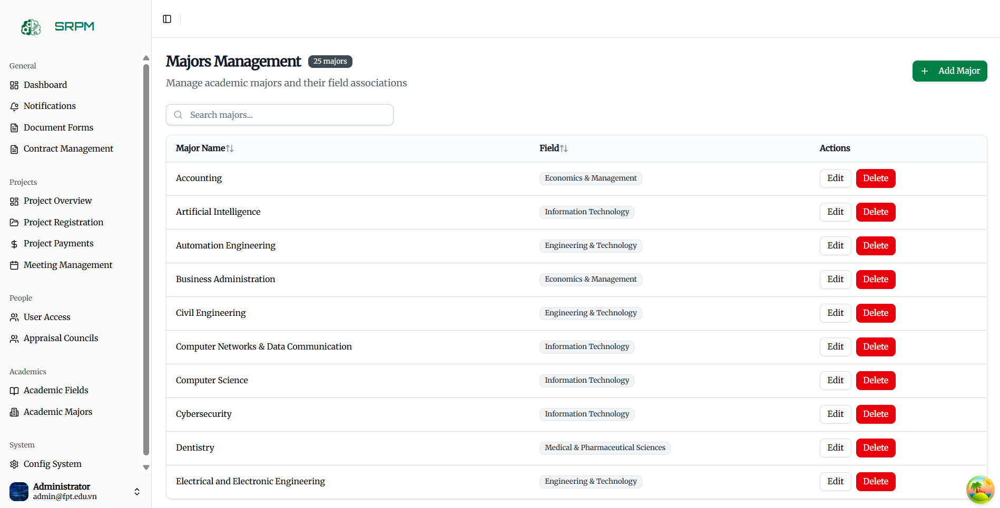 SRPM
General
Dashboard
Notifications
Document Forms
Contract Management
Projects
Project Overview
Project Registration
Project Payments
Meeting Management
People
User Access
Appraisal Councils
Academics
Academic Fields
Academic Majors
System
Config System
Administrator
admin@fpt.edu.vn
Majors Management 25 majors
Manage academic majors and their field associations
Add Major
Search majors...
Major Name Field Actions
Accounting Economics & Management Edit Delete
Artificial Intelligence Information Technology Edit Delete
Automation Engineering Engineering & Technology Edit Delete
Business Administration Economics & Management Edit Delete
Civil Engineering Engineering & Technology Edit Delete
Computer Networks & Data Communication Information Technology Edit Delete
Computer Science Information Technology Edit Delete
Cybersecurity Information Technology Edit Delete
Dentistry Medical & Pharmaceutical Sciences Edit Delete
Electrical and Electronic Engineering Engineering & Technology Edit Delete